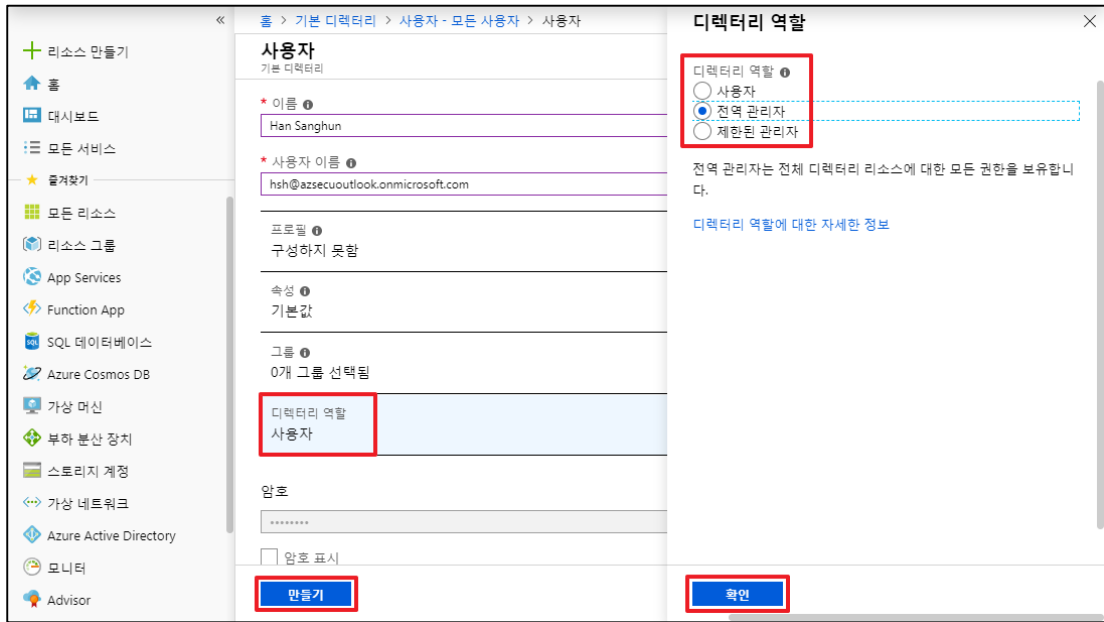 «
리소스 만들기
홈
대시보드
모든 서비스
즐겨찾기
모든 리소스
리소스 그룹
App Services
Function App
SQL 데이터베이스
Azure Cosmos DB
가상 머신
부하 분산 장치
스토리지 계정
가상 네트워크
Azure Active Directory
모니터
Advisor
홈 > 기본 디렉터리 > 사용자 - 모든 사용자 > 사용자
사용자
기본 디렉터리
* 이름
Han Sanghun
* 사용자 이름
hsh@azsecuoutlook.onmicrosoft.com
프로필
구성하지 못함
속성
기본값
그룹
0개 그룹 선택됨
디렉터리 역할
사용자
암호
••••••••
암호 표시
만들기
디렉터리 역할
디렉터리 역할
사용자
전역 관리자
제한된 관리자
전역 관리자는 전체 디렉터리 리소스에 대한 모든 권한을 보유합니
다.
디렉터리 역할에 대한 자세한 정보
확인